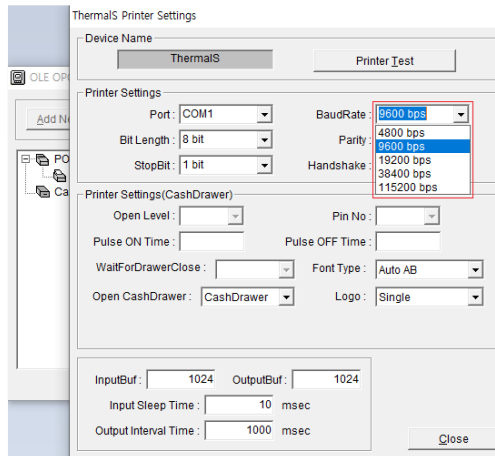 ThermalS Printer Settings
Device Name
ThermalS
Printer Test
OLE OP
Add N
PO
Ca
Printer Settings
Port : COM1
BaudRate : 9600 bps
4800 bps
9600 bps
19200 bps
38400 bps
115200 bps
Bit Length : 8 bit
Parity :
StopBit : 1 bit
Handshake :
Printer Settings(CashDrawer)
Open Level :
Pin No :
Pulse ON Time :
Pulse OFF Time :
WaitForDrawerClose :
Font Type : Auto AB
Open CashDrawer : CashDrawer
Logo : Single
InputBuf : 1024 OutputBuf : 1024
Input Sleep Time : 10 msec
Output Interval Time : 1000 msec
Close